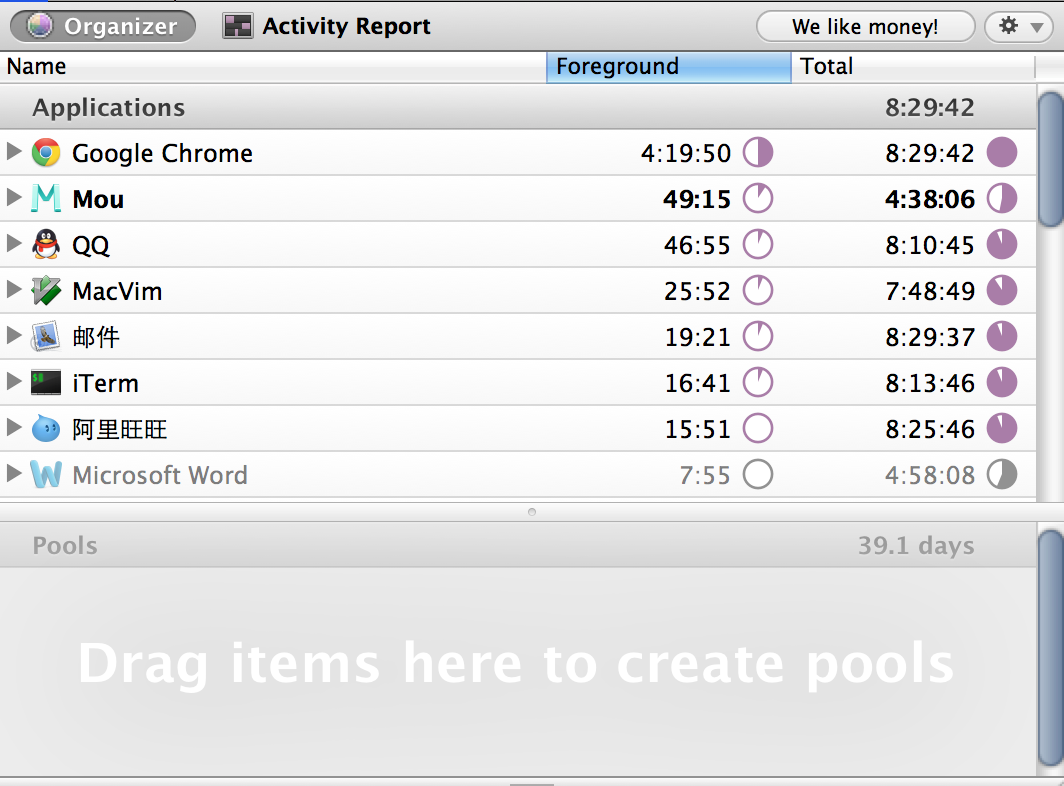 Organizer Activity Report We like money!
Name Foreground Total
Applications 8:29:42
Google Chrome 4:19:50 8:29:42
Mou 49:15 4:38:06
QQ 46:55 8:10:45
MacVim 25:52 7:48:49
邮件 19:21 8:29:37
iTerm 16:41 8:13:46
阿里旺旺 15:51 8:25:46
Microsoft Word 7:55 4:58:08
Pools 39.1 days
Drag items here to create pools